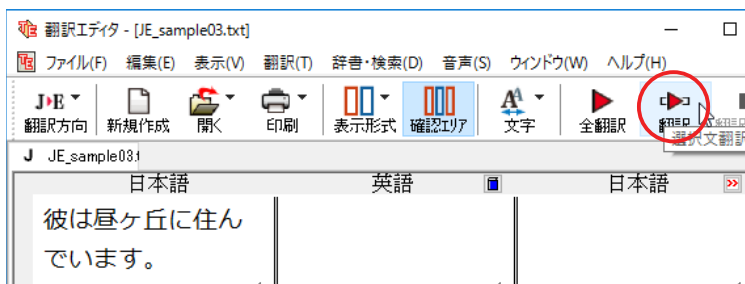 翻訳エディタ - [JE_sample03.txt]
ファイル(F) 編集(E) 表示(V) 翻訳(T) 辞書・検索(D) 音声(S) ウィンドウ(W) ヘルプ(H)
J▸E
翻訳方向 新規作成 開く 印刷 表示形式 確認エリア 文字 全翻訳 翻訳
選択文翻訳
J JE_sample03.t
日本語 英語 日本語
彼は昼ヶ丘に住ん
でいます。